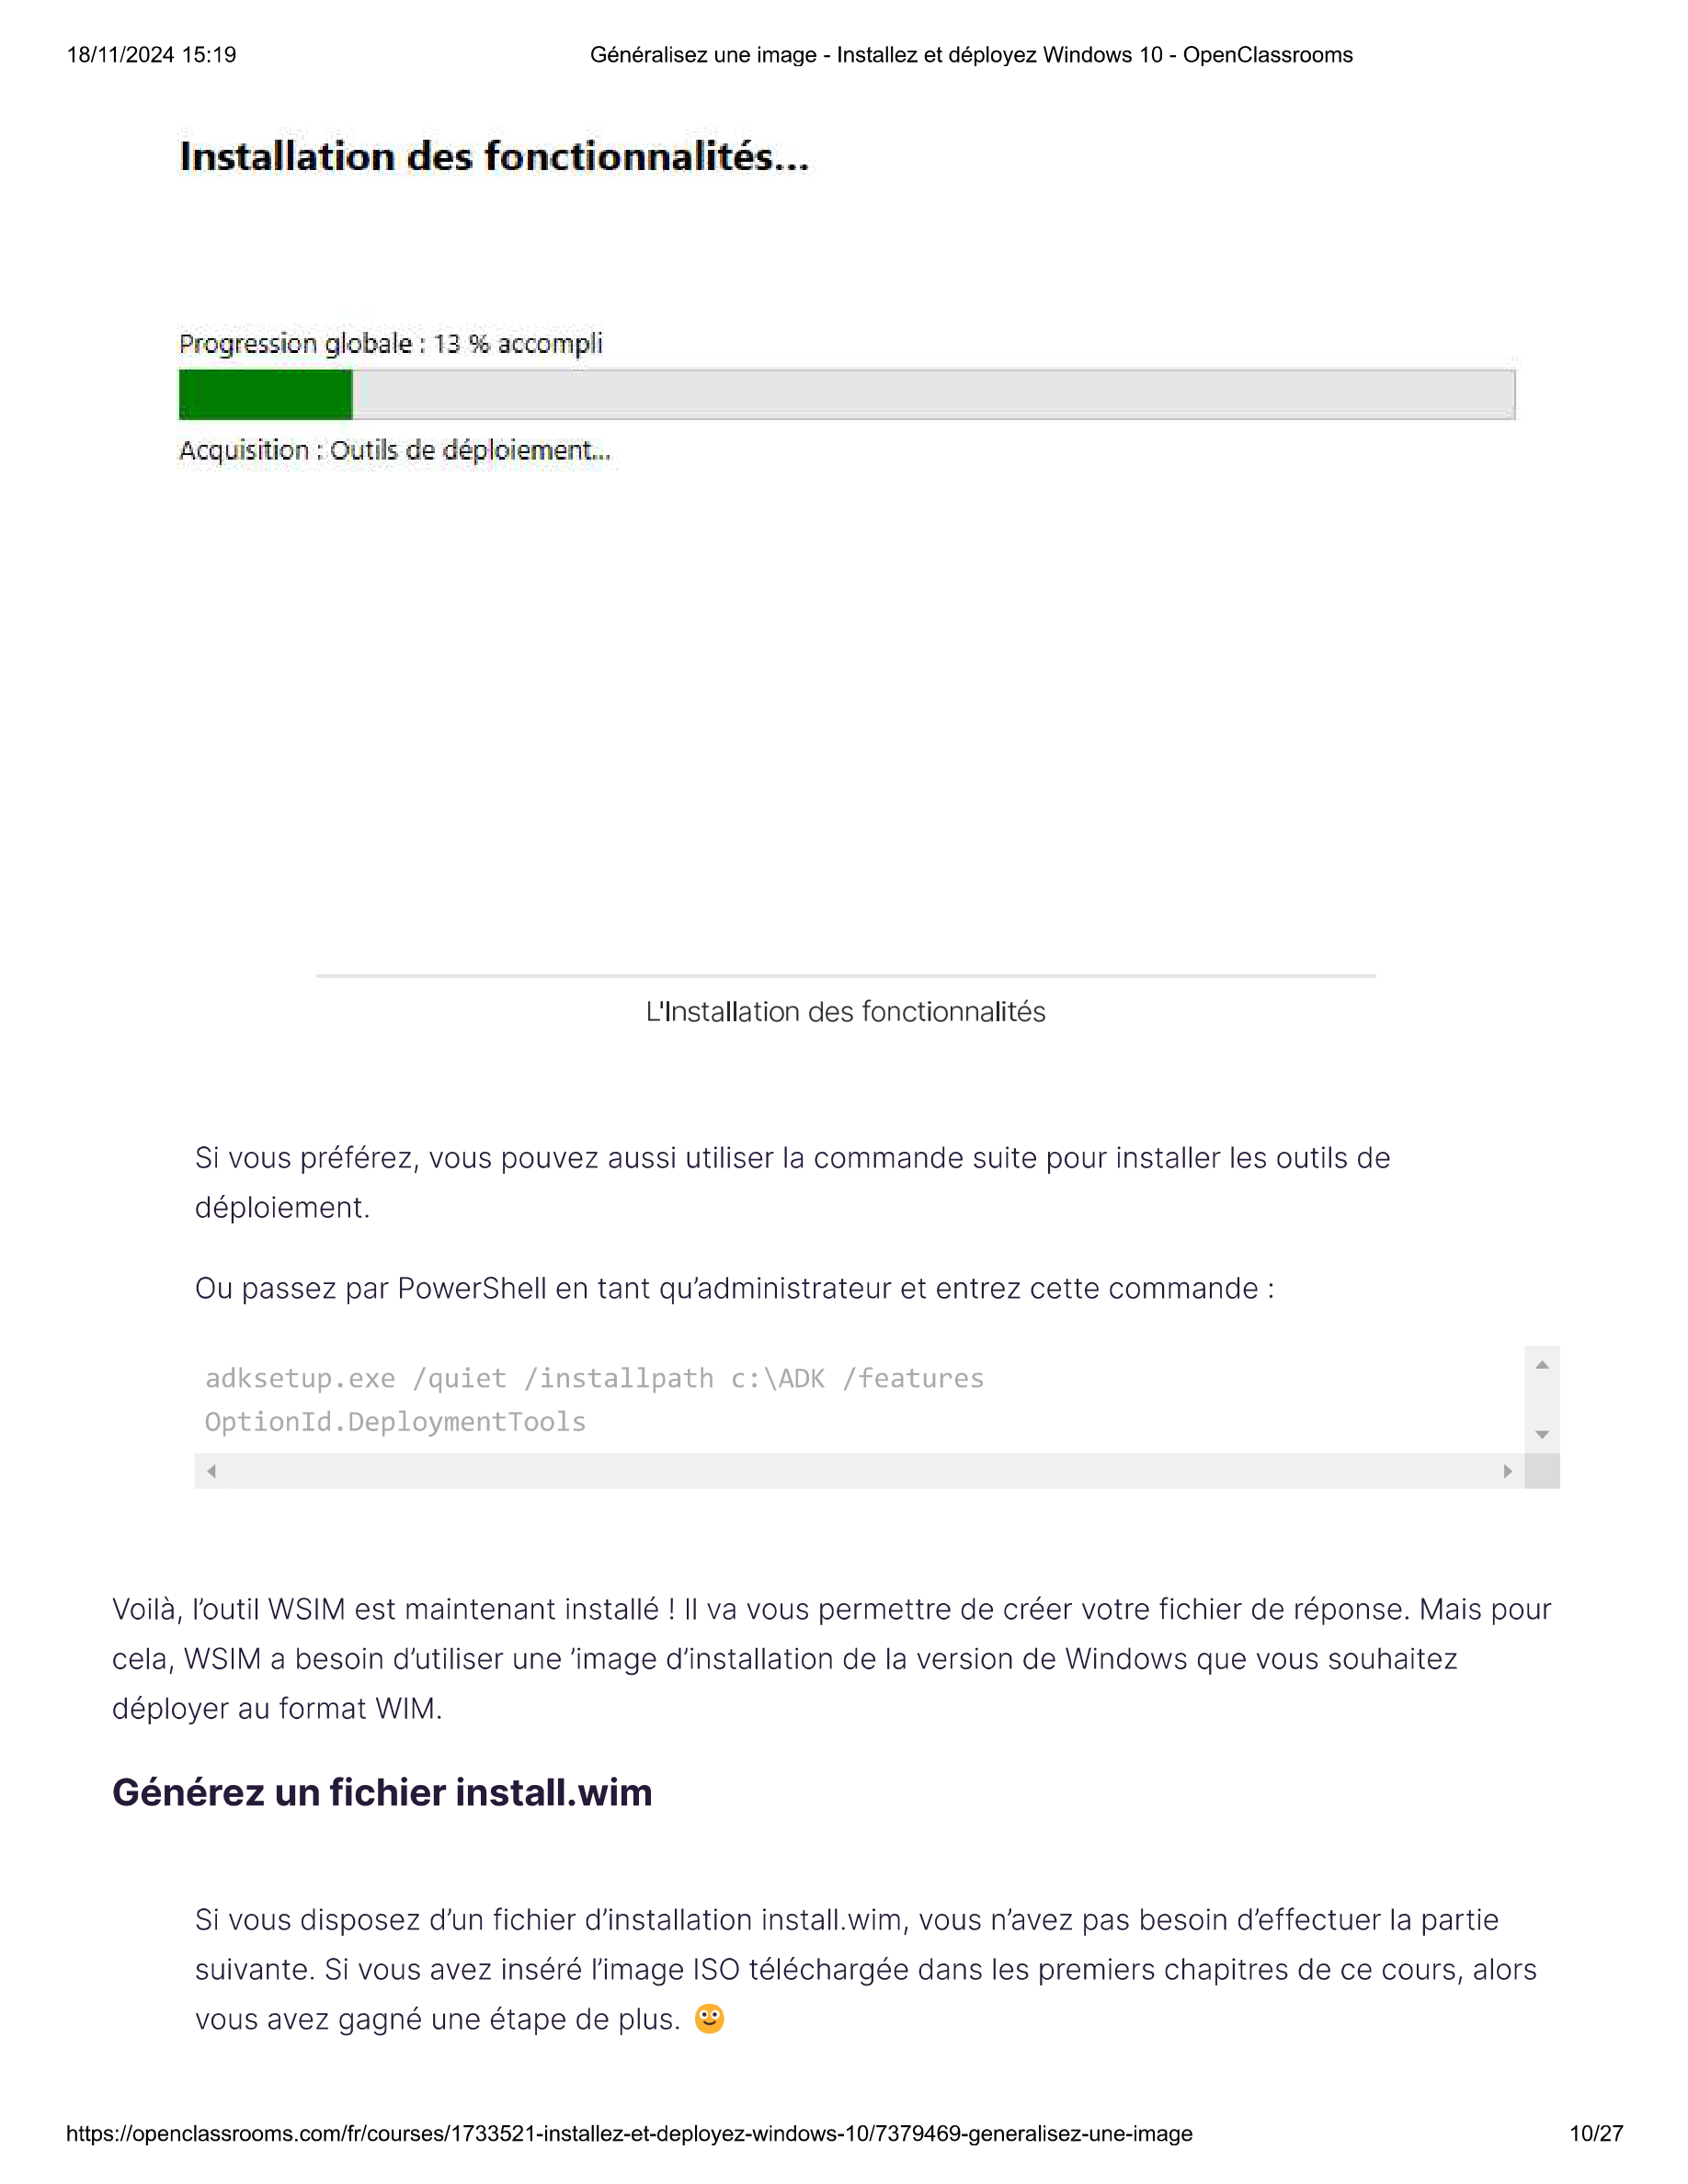 18/11/2024 15:19
Généralisez une image - Installez et déployez Windows 10 - OpenClassrooms
Installation des fonctionnalités...
Progression globale : 13 % accompli
Acquisition : Outils de déploiement...
L'Installation des fonctionnalités
Si vous préférez, vous pouvez aussi utiliser la commande suite pour installer les outils de
déploiement.
Ou passez par PowerShell en tant qu’administrateur et entrez cette commande :
adksetup.exe /quiet /installpath c:\ADK /features
OptionId.DeploymentTools
Voilà, l’outil WSIM est maintenant installé ! Il va vous permettre de créer votre fichier de réponse. Mais pour
cela, WSIM a besoin d’utiliser une ’image d’installation de la version de Windows que vous souhaitez
déployer au format WIM.
Générez un fichier install.wim
Si vous disposez d’un fichier d’installation install.wim, vous n’avez pas besoin d’effectuer la partie
suivante. Si vous avez inséré l’image ISO téléchargée dans les premiers chapitres de ce cours, alors
vous avez gagné une étape de plus. 🙂
https://openclassrooms.com/fr/courses/1733521-installez-et-deployez-windows-10/7379469-generalisez-une-image
10/27